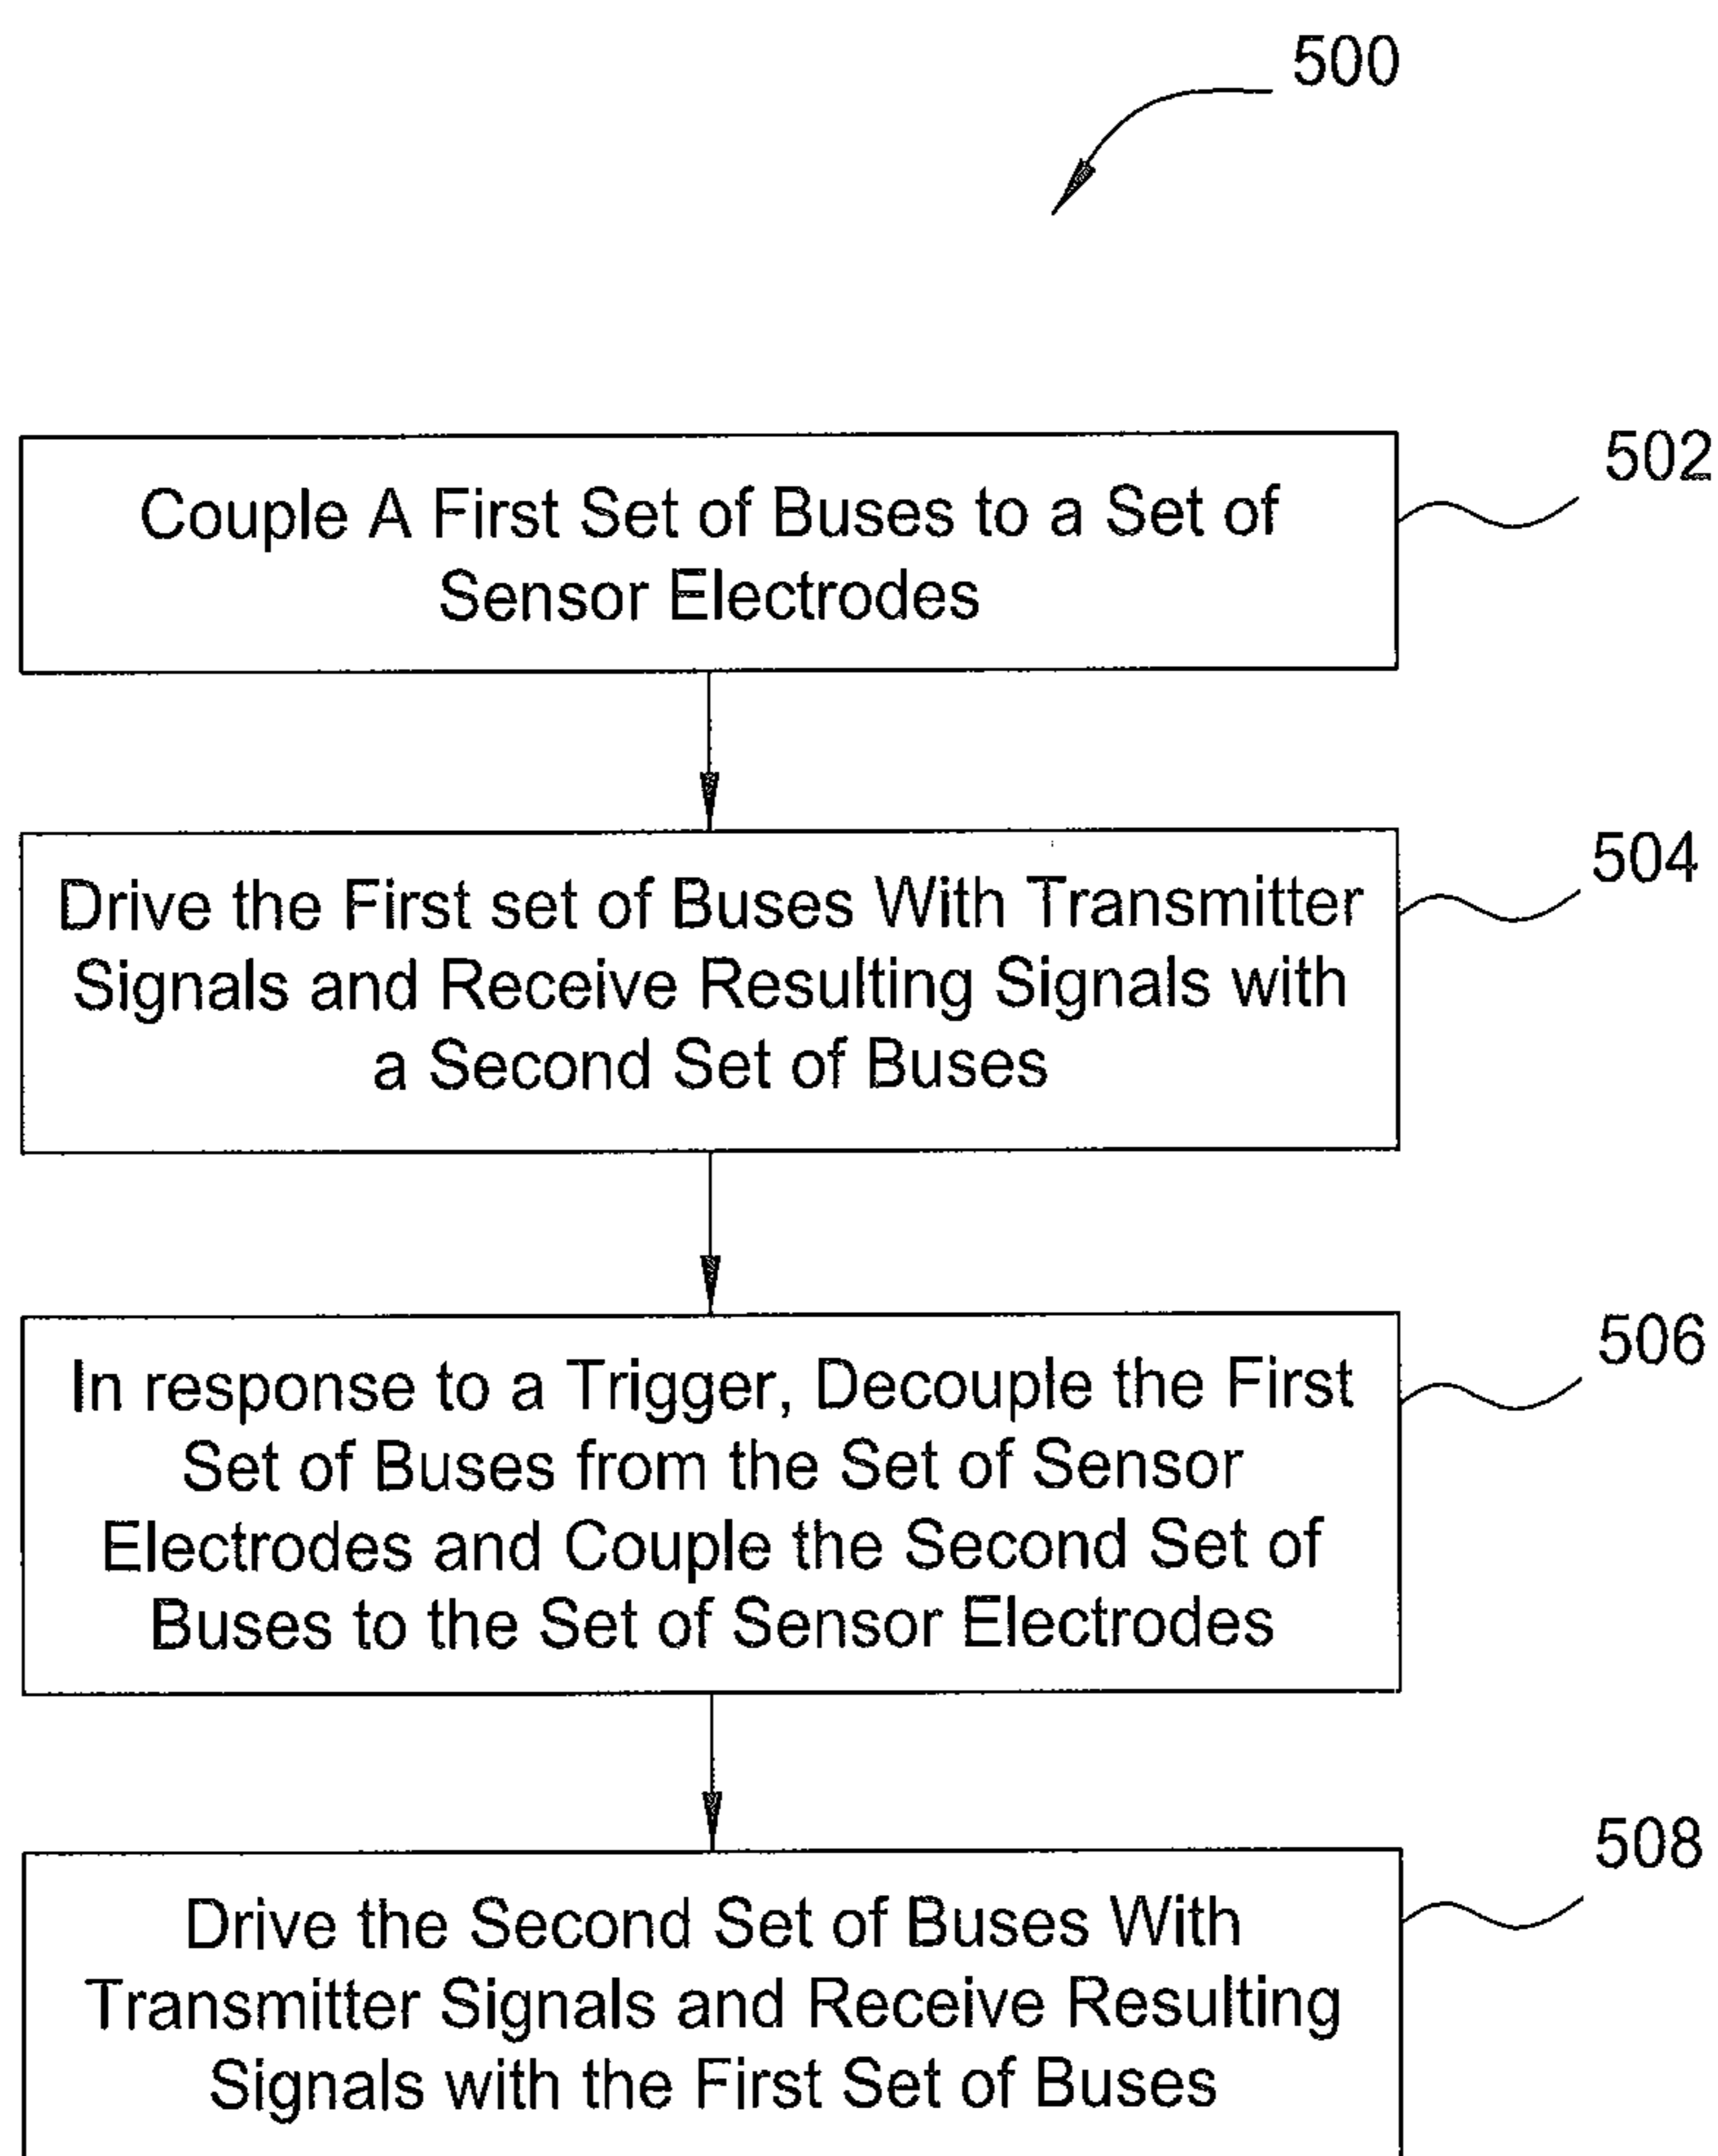 500
502
Couple A First Set of Buses to a Set of
Sensor Electrodes
504
Drive the First set of Buses With Transmitter
Signals and Receive Resulting Signals with
a Second Set of Buses
506
In response to a Trigger, Decouple the First
Set of Buses from the Set of Sensor
Electrodes and Couple the Second Set of
Buses to the Set of Sensor Electrodes
508
Drive the Second Set of Buses With
Transmitter Signals and Receive Resulting
Signals with the First Set of Buses